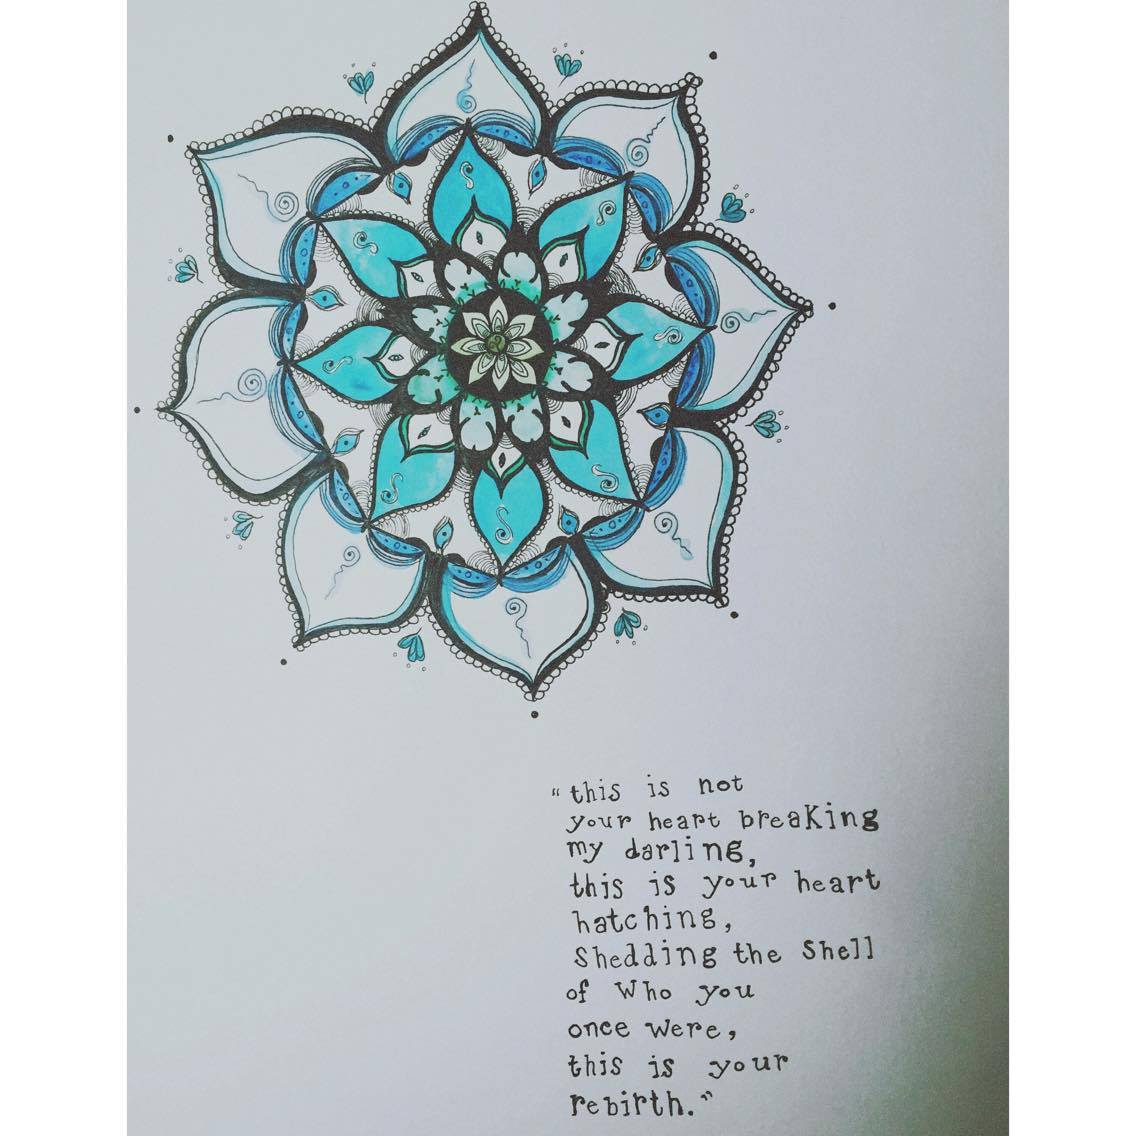 “this is not
your heart breaKing
my darling,
this is your heart
hatching,
Shedding the Shell
of Who you
once Were,
this is your
rebirth.”